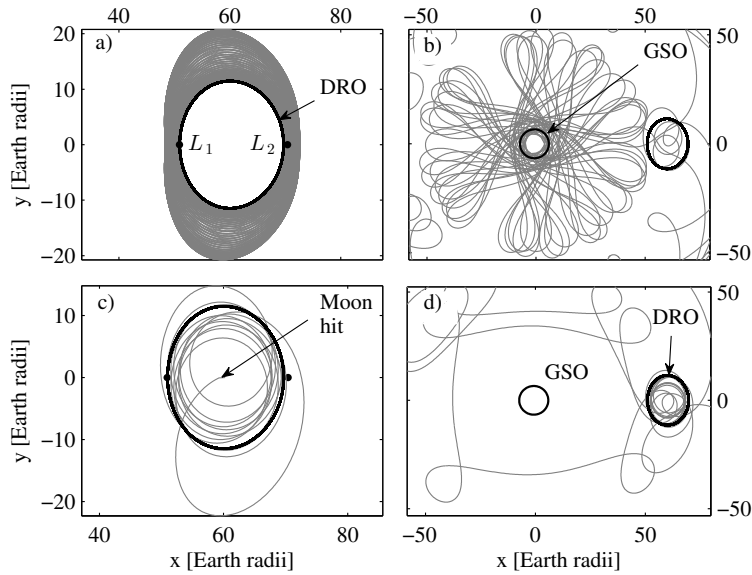 40 60 80
−50 0 50
a)
DRO
L1
L2
20
10
0
−10
−20
y [Earth radii]
b)
GSO
50
0
−50
c)
Moon
hit
10
0
−10
−20
y [Earth radii]
40 60 80
x [Earth radii]
d)
DRO
GSO
50
0
−50
−50 0 50
x [Earth radii]